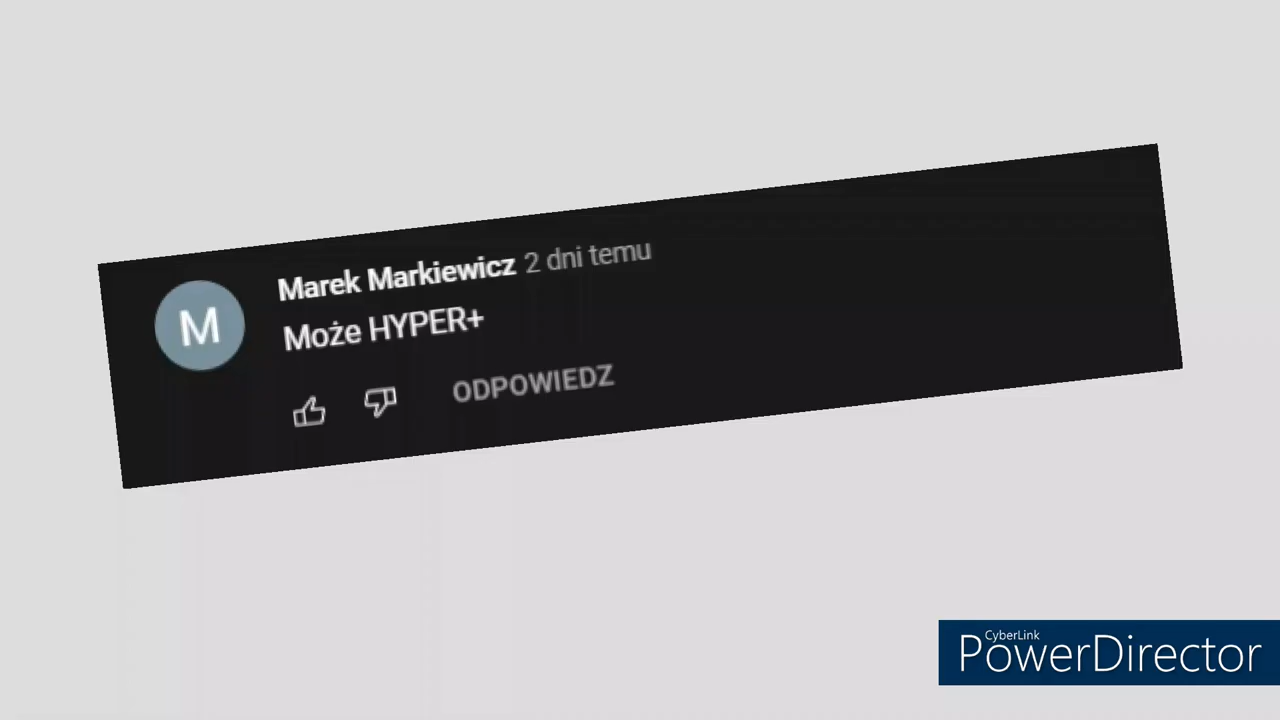 M
Marek Markiewicz 2 dni temu
Może HYPER+
ODPOWIEDZ
CyberLink
PowerDirector